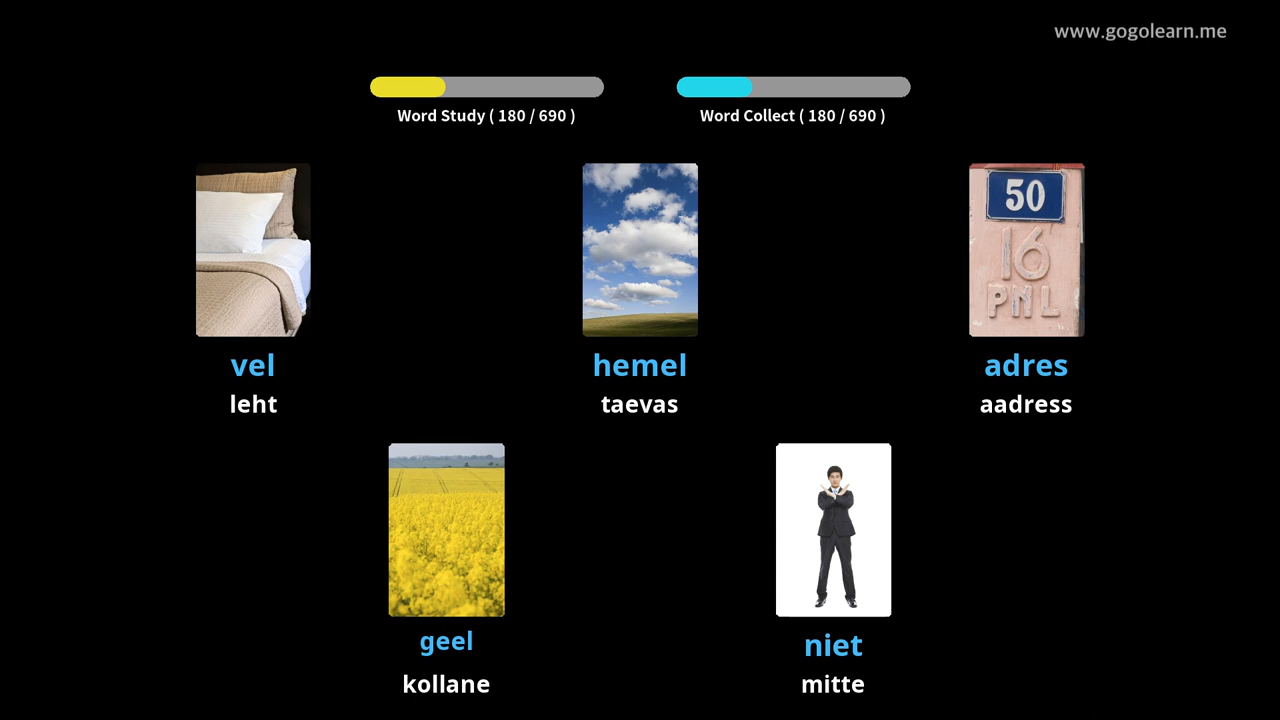 www.gogolearn.me
Word Study ( 180 / 690 )
Word Collect ( 180 / 690 )
50
16
PNL
vel
leht
hemel
taevas
adres
aadress
geel
kollane
niet
mitte